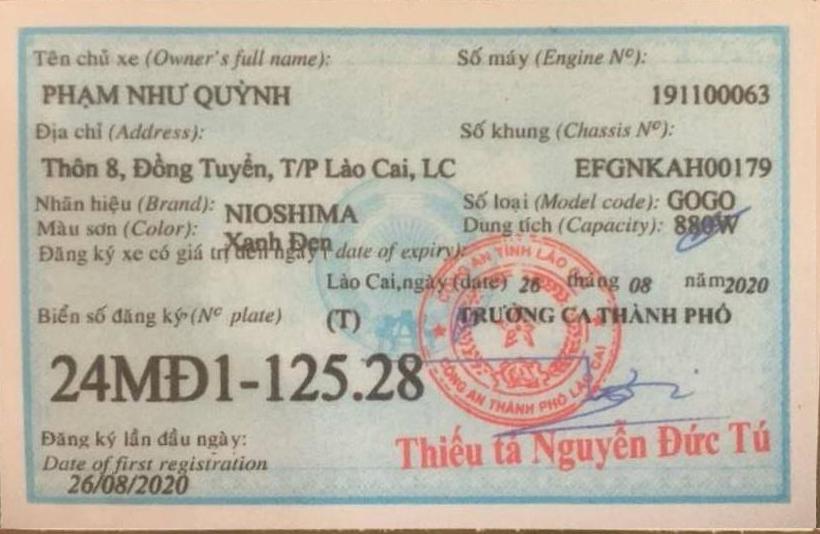 Tên chủ xe (Owner's full name):
PHẠM NHƯ QUỲNH
Số máy (Engine Nº):
191100063
Địa chỉ (Address):
Thôn 8, Đồng Tuyển, T/P Lào Cai, LC
Số khung (Chassis Nº):
EFGNKAH00179
Nhãn hiệu (Brand): NIOSHIMA
Số loại (Model code): GOGO
Màu sơn (Color): Xanh Đen
Dung tích (Capacity): 880W
Đăng ký xe có giá trị đến ngày ( date of expiry):
Lào Cai,ngày (date) 26 tháng 08 năm 2020
Biển số đăng ký (Nº plate) (T)
TRƯỞNG CA THÀNH PHỐ
24MĐ1-125.28
CÔNG AN TỈNH LÀO CAI
CÔNG AN THÀNH PHỐ LÀO CAI
Thiếu tá Nguyễn Đức Tú
Đăng ký lần đầu ngày:
Date of first registration
26/08/2020